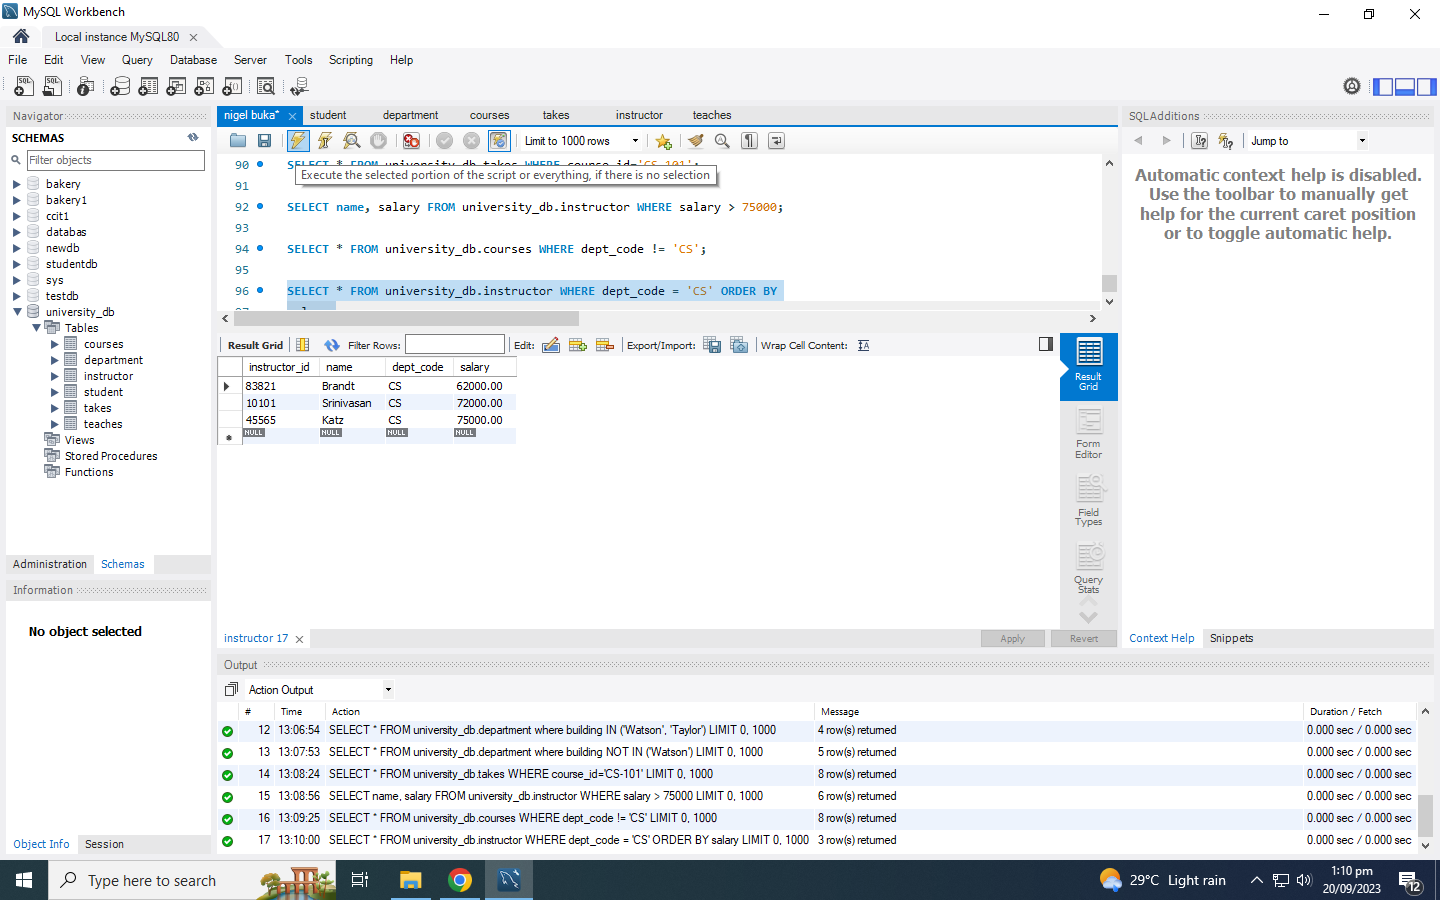 MySQL Workbench
Local instance MySQL80
File Edit View Query Database Server Tools Scripting Help
Navigator
SCHEMAS
Filter objects
bakery
bakery1
ccit1
databas
newdb
studentdb
sys
testdb
university_db
Tables
courses
department
instructor
student
takes
teaches
Views
Stored Procedures
Functions
Administration Schemas
Information
No object selected
Object Info Session
nigel buka* student department courses takes instructor teaches
Limit to 1000 rows
90 SELECT * FROM university_db.takes WHERE course_id='CS-101';
Execute the selected portion of the script or everything, if there is no selection
91
92 SELECT name, salary FROM university_db.instructor WHERE salary > 75000;
93
94 SELECT * FROM university_db.courses WHERE dept_code != 'CS';
95
96 SELECT * FROM university_db.instructor WHERE dept_code = 'CS' ORDER BY
Result Grid Filter Rows: Edit: Export/Import: Wrap Cell Content:
instructor_id name dept_code salary
83821 Brandt CS 62000.00
10101 Srinivasan CS 72000.00
45565 Katz CS 75000.00
NULL NULL NULL NULL
Result Grid
Form Editor
Field Types
Query Stats
instructor 17 Apply Revert
SQLAdditions
Jump to
Automatic context help is disabled.
Use the toolbar to manually get
help for the current caret position
or to toggle automatic help.
Context Help Snippets
Output
Action Output
# Time Action Message Duration / Fetch
12 13:06:54 SELECT * FROM university_db.department where building IN ('Watson', 'Taylor') LIMIT 0, 1000 4 row(s) returned 0.000 sec / 0.000 sec
13 13:07:53 SELECT * FROM university_db.department where building NOT IN ('Watson') LIMIT 0, 1000 5 row(s) returned 0.000 sec / 0.000 sec
14 13:08:24 SELECT * FROM university_db.takes WHERE course_id='CS-101' LIMIT 0, 1000 8 row(s) returned 0.000 sec / 0.000 sec
15 13:08:56 SELECT name, salary FROM university_db.instructor WHERE salary > 75000 LIMIT 0, 1000 6 row(s) returned 0.000 sec / 0.000 sec
16 13:09:25 SELECT * FROM university_db.courses WHERE dept_code != 'CS' LIMIT 0, 1000 8 row(s) returned 0.000 sec / 0.000 sec
17 13:10:00 SELECT * FROM university_db.instructor WHERE dept_code = 'CS' ORDER BY salary LIMIT 0, 1000 3 row(s) returned 0.000 sec / 0.000 sec
Type here to search
29°C Light rain
1:10 pm
20/09/2023
12